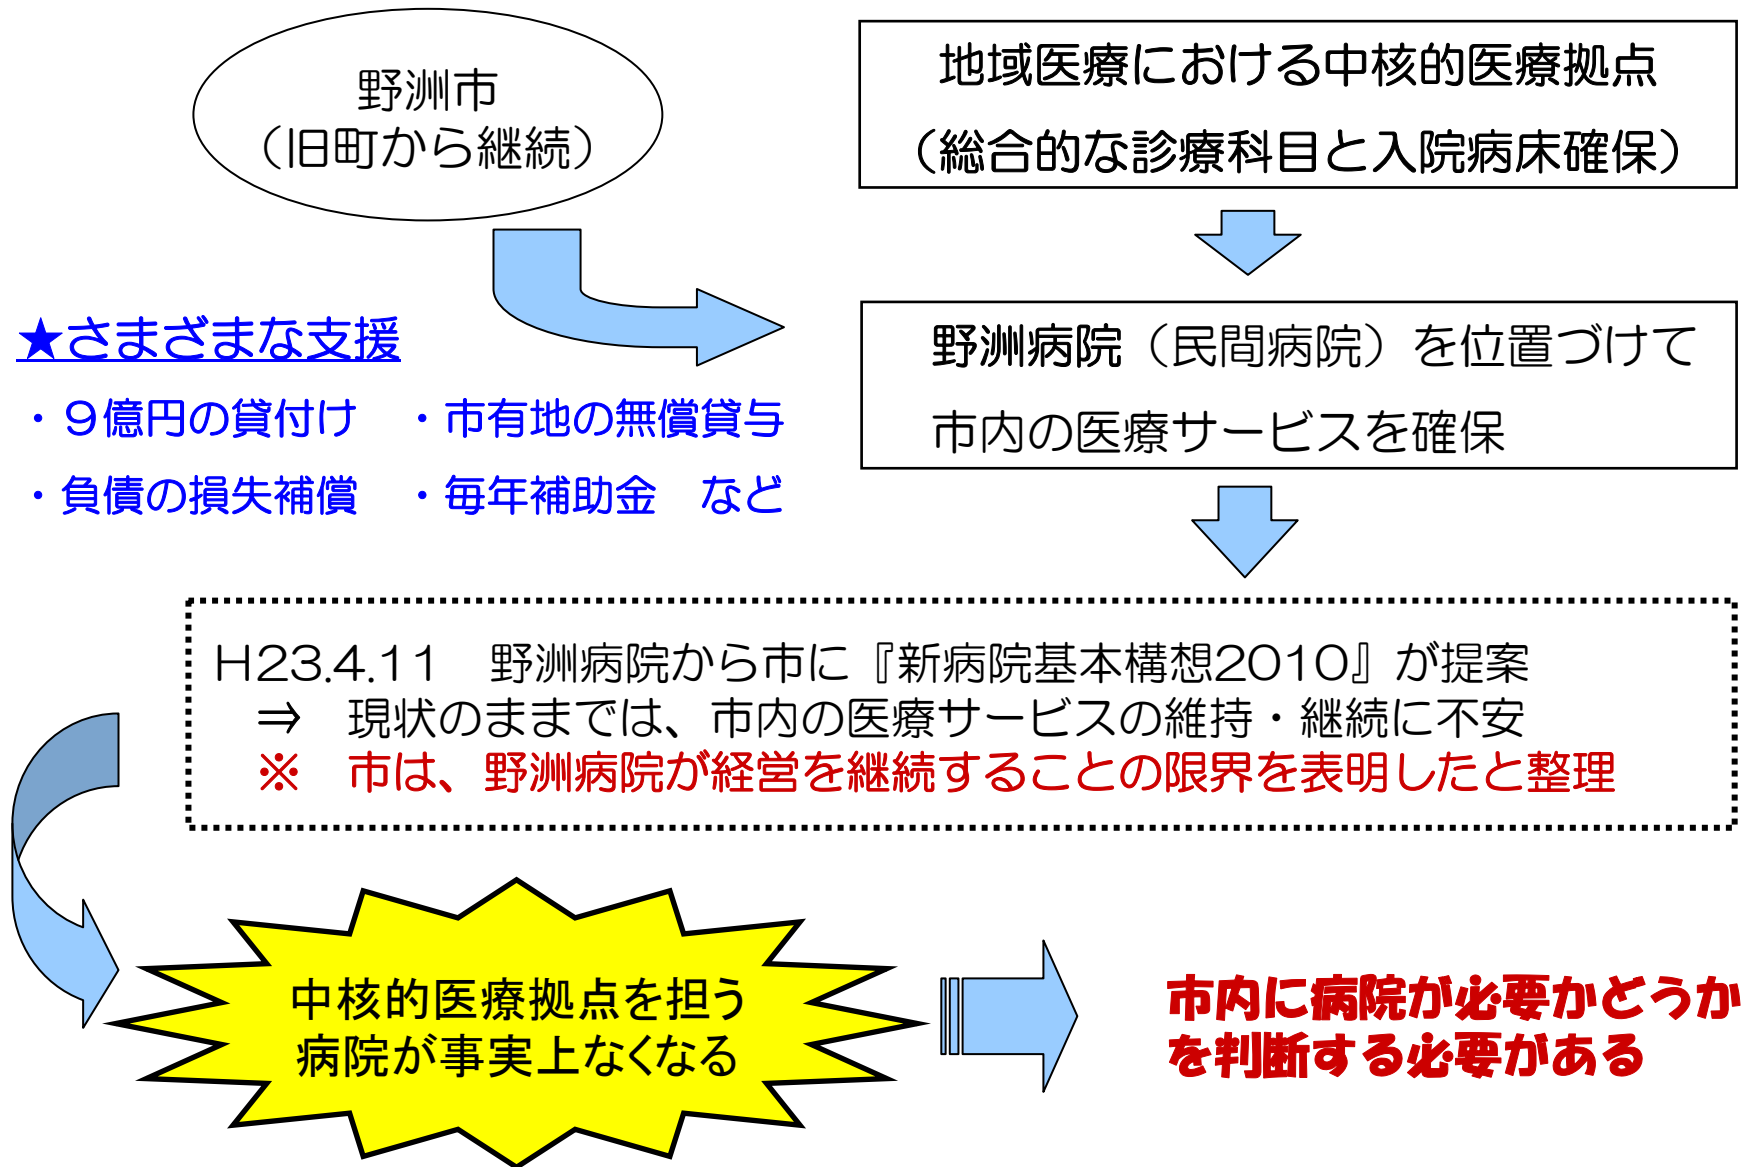 野洲市
（旧町から継続）
地域医療における中核的医療拠点
（総合的な診療科目と入院病床確保）
★さまざまな支援
・９億円の貸付け　・市有地の無償貸与
・負債の損失補償　・毎年補助金　など
野洲病院（民間病院）を位置づけて
市内の医療サービスを確保
H23.4.11　野洲病院から市に『新病院基本構想2010』が提案
⇒　現状のままでは、市内の医療サービスの維持・継続に不安
※　市は、野洲病院が経営を継続することの限界を表明したと整理
中核的医療拠点を担う
病院が事実上なくなる
市内に病院が必要かどうか
を判断する必要がある